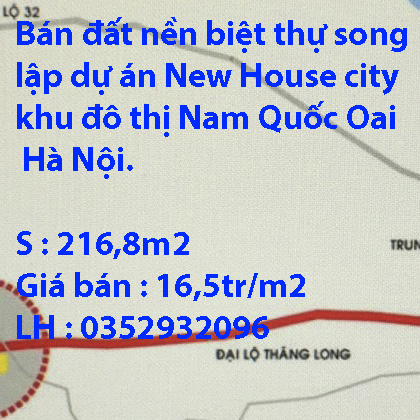 LỘ 32
Bán đất nền biệt thự song
lập dự án New House city
khu đô thị Nam Quốc Oai
Hà Nội.
S : 216,8m2
TRUN
Giá bán : 16,5tr/m2
LH : 0352932096
ĐẠI LỘ THĂNG LONG